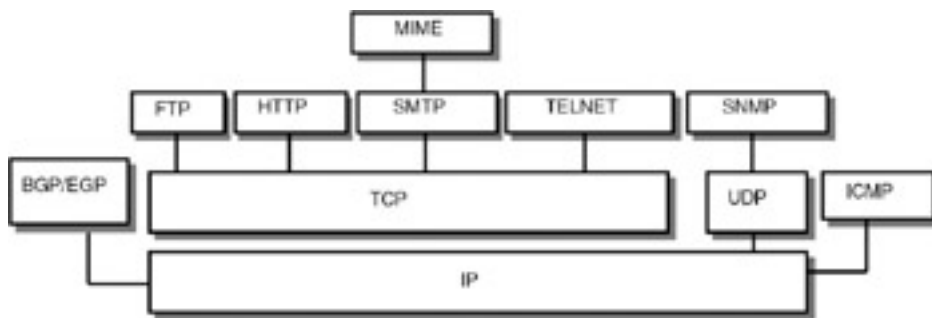 MIME
FTP
HTTP
SMTP
TELNET
SNMP
BGP/EGP
TCP
UDP
ICMP
IP